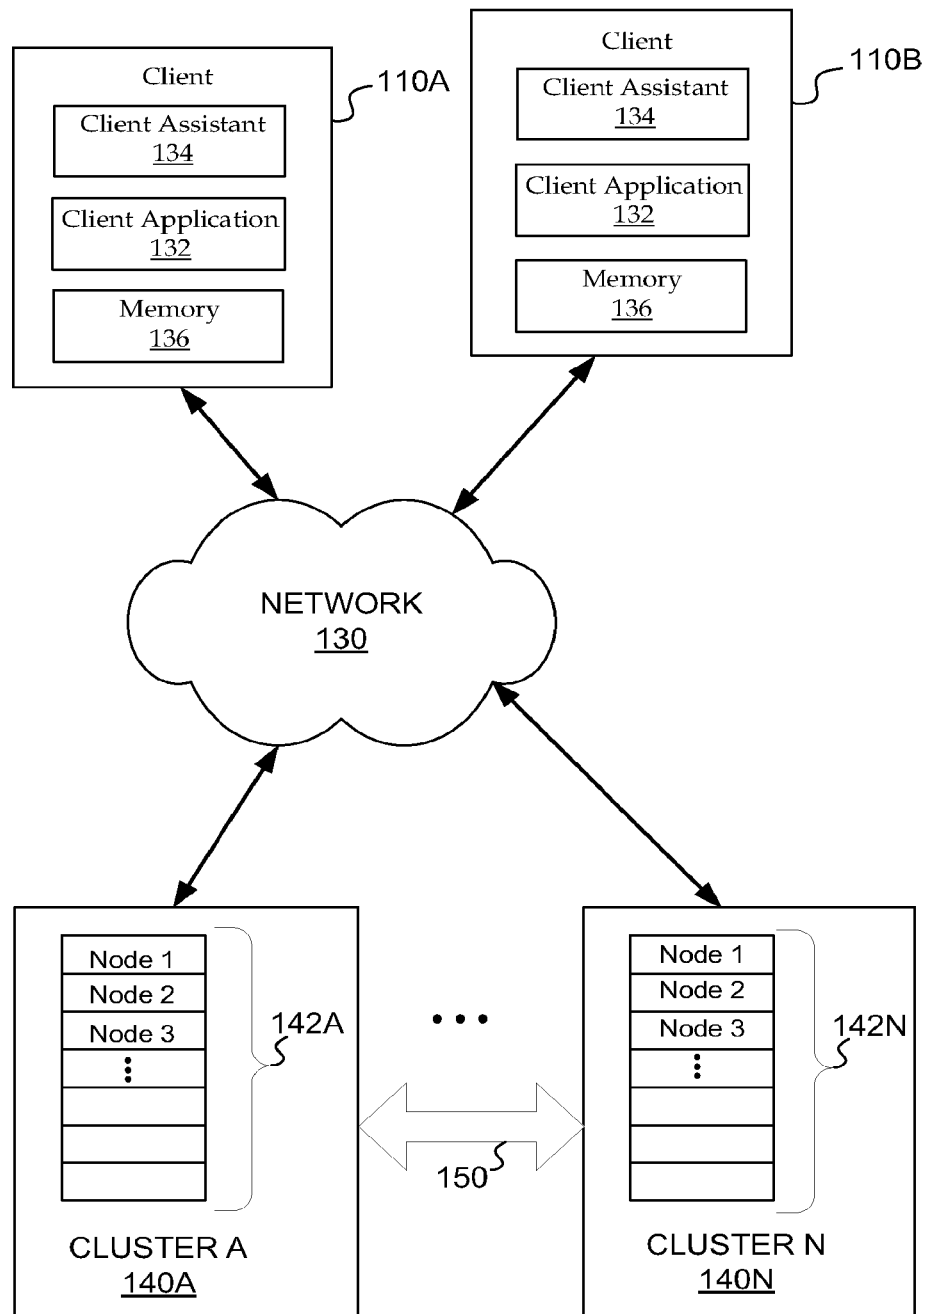 Client
Client Assistant
134
Client Application
132
Memory
136
110A
Client
Client Assistant
134
Client Application
132
Memory
136
110B
NETWORK
130
Node 1
Node 2
Node 3
142A
CLUSTER A
140A
150
Node 1
Node 2
Node 3
142N
CLUSTER N
140N